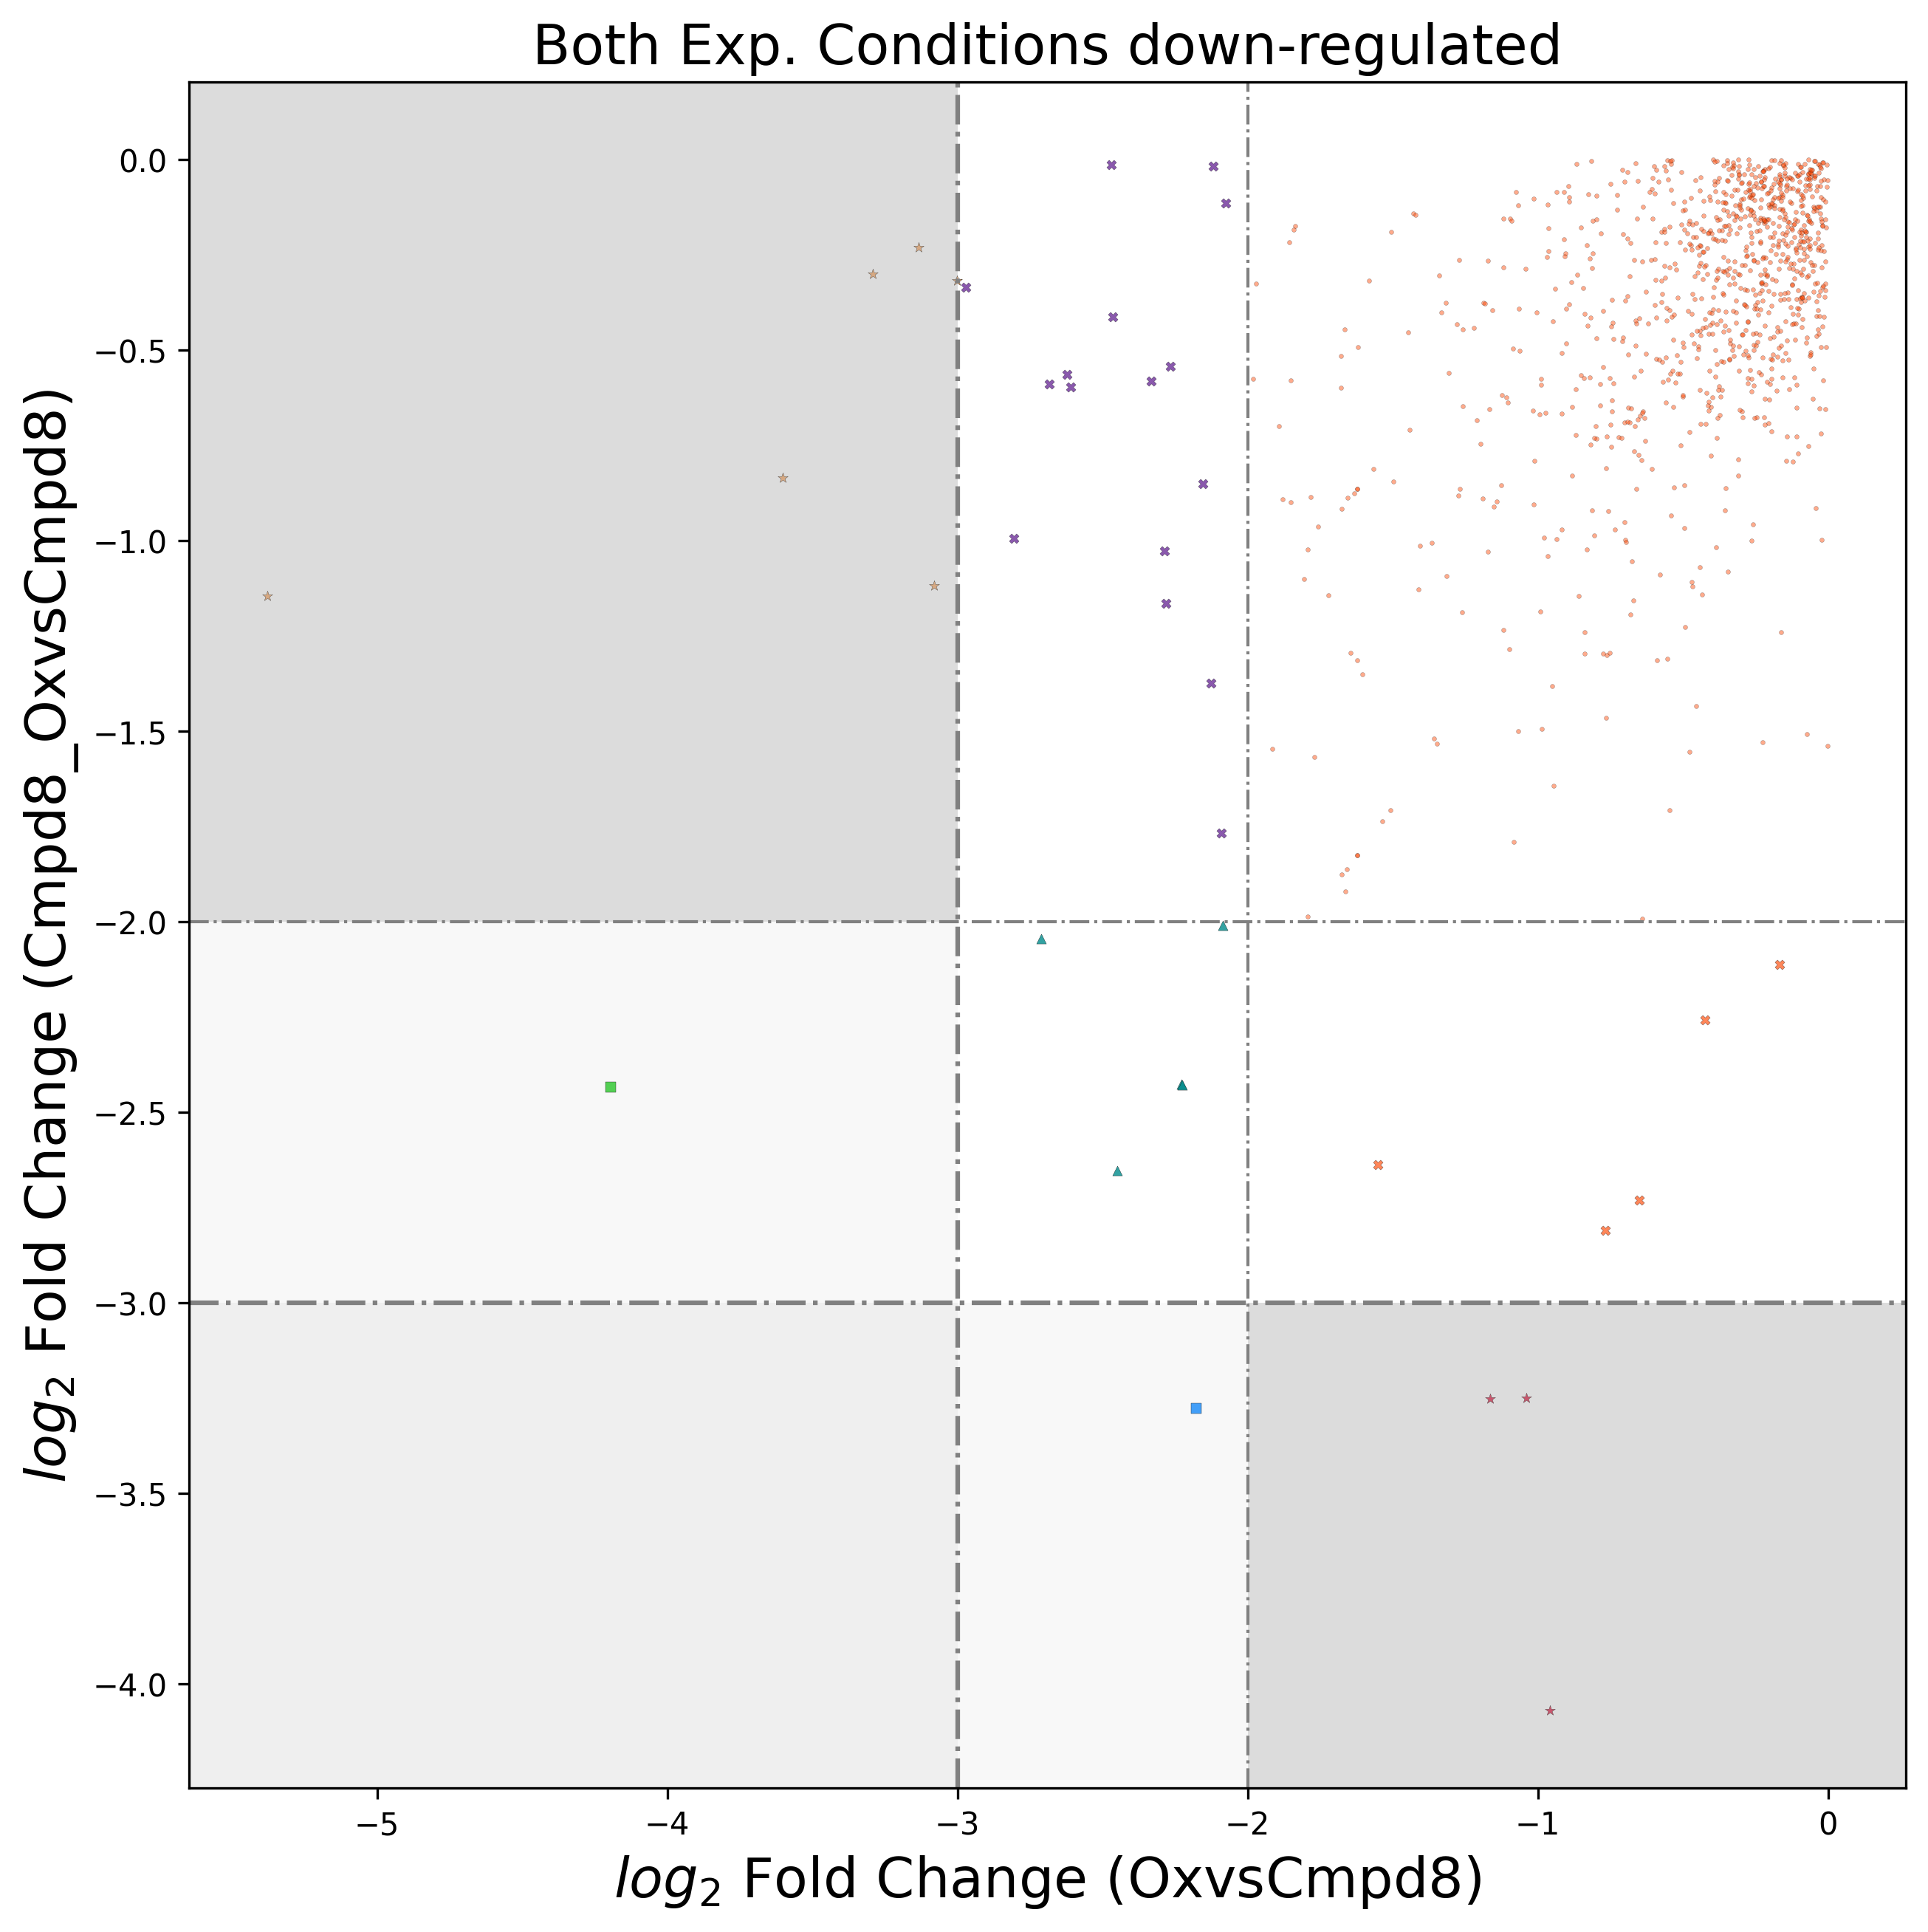 Both Exp. Conditions down-regulated
log₂ Fold Change (Cmpd8_OxvsCmpd8)
0.0
−0.5
−1.0
−1.5
−2.0
−2.5
−3.0
−3.5
−4.0
−5 −4 −3 −2 −1 0
log₂ Fold Change (OxvsCmpd8)